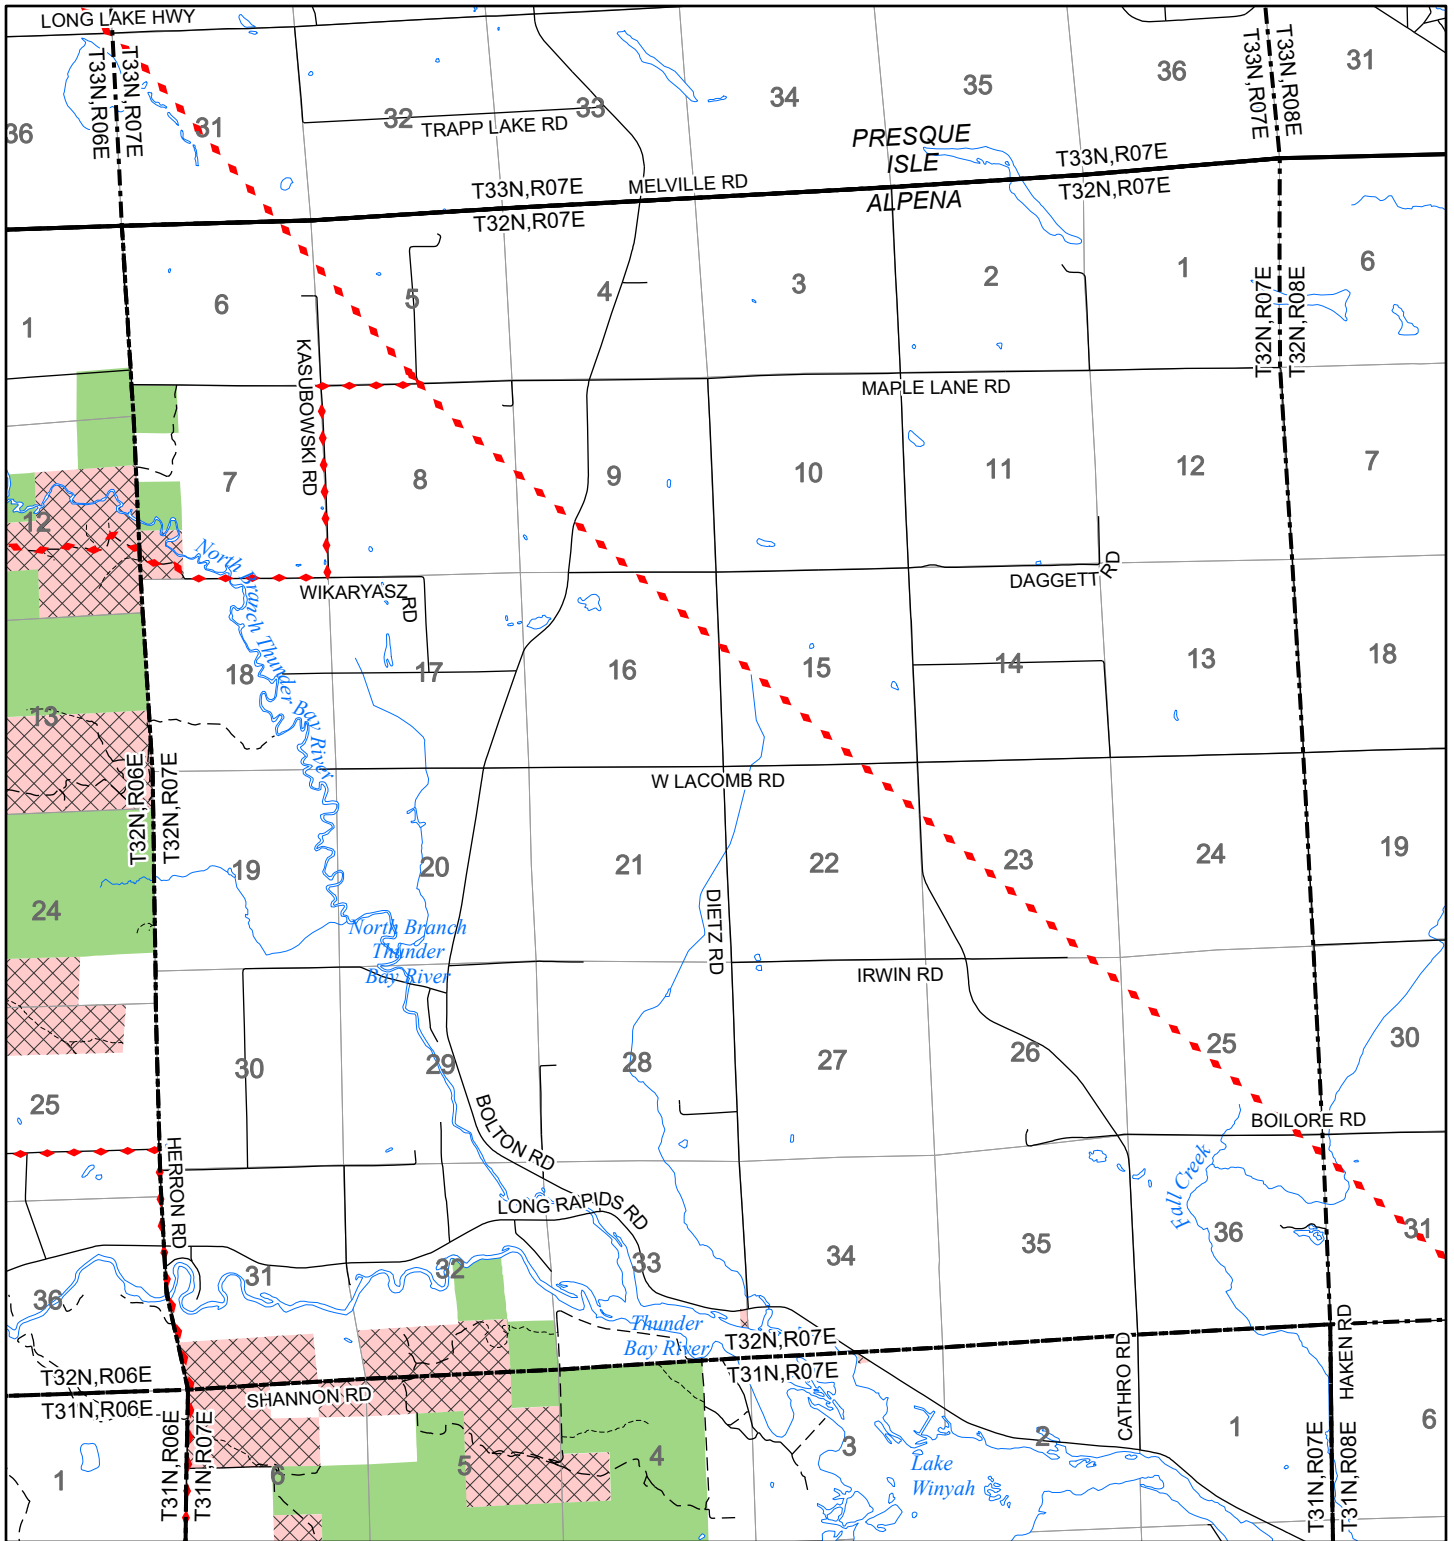 LONG LAKE HWY
T33N,R06E
T33N,R07E
T33N,R07E
T33N,R08E
36
31
32
33
34
35
36
31
TRAPP LAKE RD
PRESQUE
ISLE
T33N,R07E
MELVILLE RD
T33N,R07E
T32N,R07E
ALPENA
T32N,R07E
1
6
5
4
3
2
1
6
T32N,R07E
T32N,R08E
KASUBOWSKI RD
MAPLE LANE RD
12
7
8
9
10
11
12
7
North Branch Thunder Bay River
WIKARYASZ
RD
DAGGETT
RD
13
18
17
16
15
14
13
18
T32N,R06E
T32N,R07E
W LACOMB RD
24
19
20
21
22
23
24
19
DIETZ RD
North Branch
Thunder
Bay River
IRWIN RD
25
30
29
28
27
26
25
30
BOLTON RD
BOILORE RD
HERRON RD
LONG RAPIDS RD
Fall Creek
36
31
32
33
34
35
36
31
Thunder
Bay River
T32N,R07E
T31N,R07E
T32N,R06E
T31N,R06E
SHANNON RD
CATHRO RD
HAKEN RD
T31N,R06E
T31N,R07E
1
6
5
4
3
2
1
6
Lake
Winyah
T31N,R07E
T31N,R08E